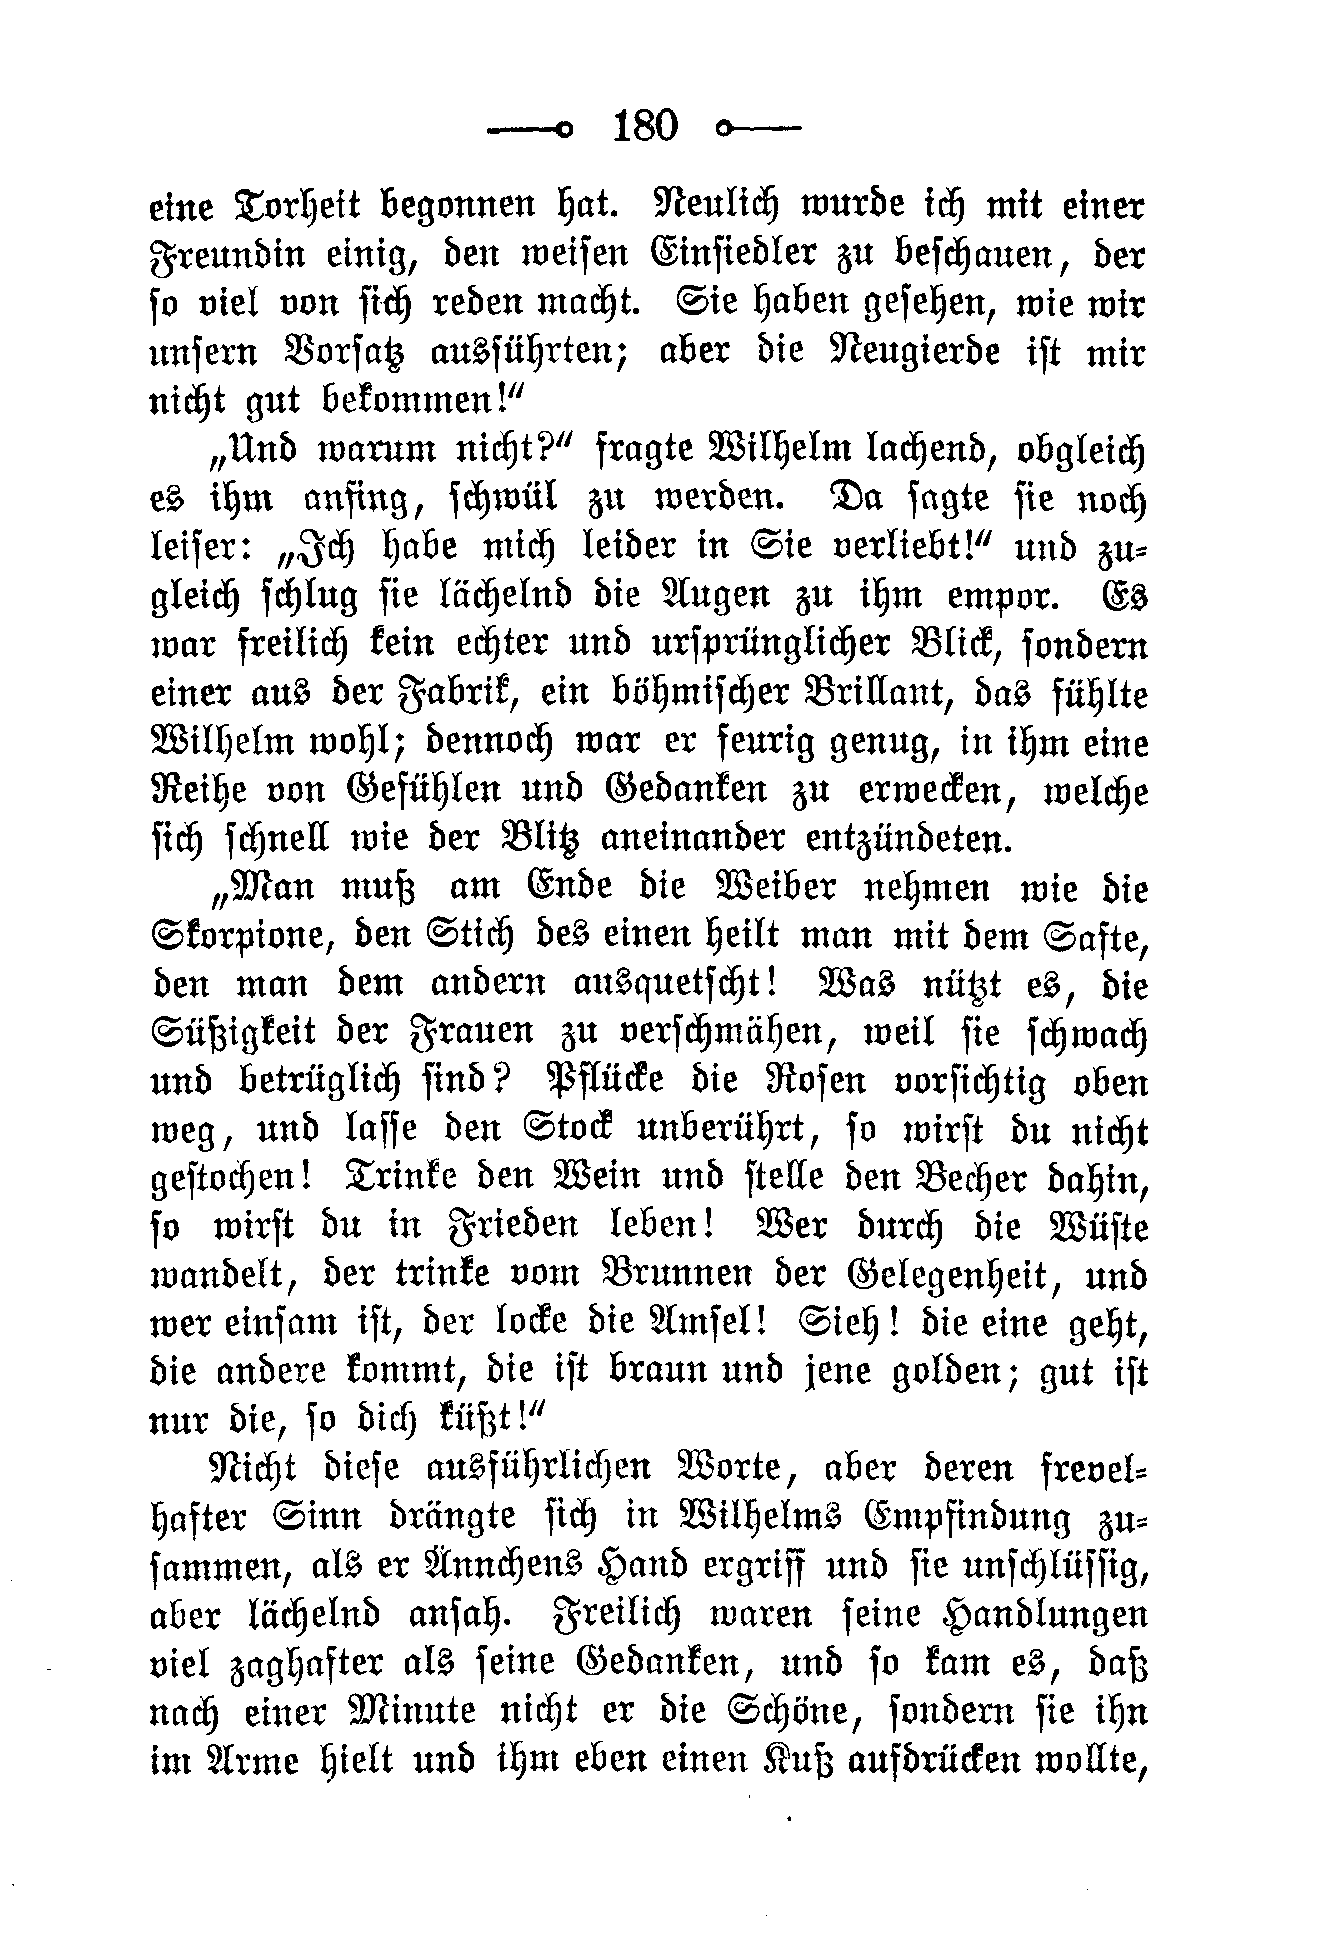 180
eine Torheit begonnen hat. Neulich wurde ich mit einer
Freundin einig, den weisen Einsiedler zu beschauen, der
so viel von sich reden macht. Sie haben gesehen, wie wir
unsern Vorsatz ausführten; aber die Neugierde ist mir
nicht gut bekommen!“
„Und warum nicht?“ fragte Wilhelm lachend, obgleich
es ihm anfing, schwül zu werden. Da sagte sie noch
leiser: „Ich habe mich leider in Sie verliebt!“ und zu-
gleich schlug sie lächelnd die Augen zu ihm empor. Es
war freilich kein echter und ursprünglicher Blick, sondern
einer aus der Fabrik, ein böhmischer Brillant, das fühlte
Wilhelm wohl; dennoch war er feurig genug, in ihm eine
Reihe von Gefühlen und Gedanken zu erwecken, welche
sich schnell wie der Blitz aneinander entzündeten.
„Man muß am Ende die Weiber nehmen wie die
Skorpione, den Stich des einen heilt man mit dem Safte,
den man dem andern ausquetscht! Was nützt es, die
Süßigkeit der Frauen zu verschmähen, weil sie schwach
und betrüglich sind? Pflücke die Rosen vorsichtig oben
weg, und lasse den Stock unberührt, so wirst du nicht
gestochen! Trinke den Wein und stelle den Becher dahin,
so wirst du in Frieden leben! Wer durch die Wüste
wandelt, der trinke vom Brunnen der Gelegenheit, und
wer einsam ist, der locke die Amsel! Sieh! die eine geht,
die andere kommt, die ist braun und jene golden; gut ist
nur die, so dich küßt!“
Nicht diese ausführlichen Worte, aber deren frevel-
hafter Sinn drängte sich in Wilhelms Empfindung zu-
sammen, als er Ännchens Hand ergriff und sie unschlüssig,
aber lächelnd ansah. Freilich waren seine Handlungen
viel zaghafter als seine Gedanken, und so kam es, daß
nach einer Minute nicht er die Schöne, sondern sie ihn
im Arme hielt und ihm eben einen Kuß aufdrücken wollte,